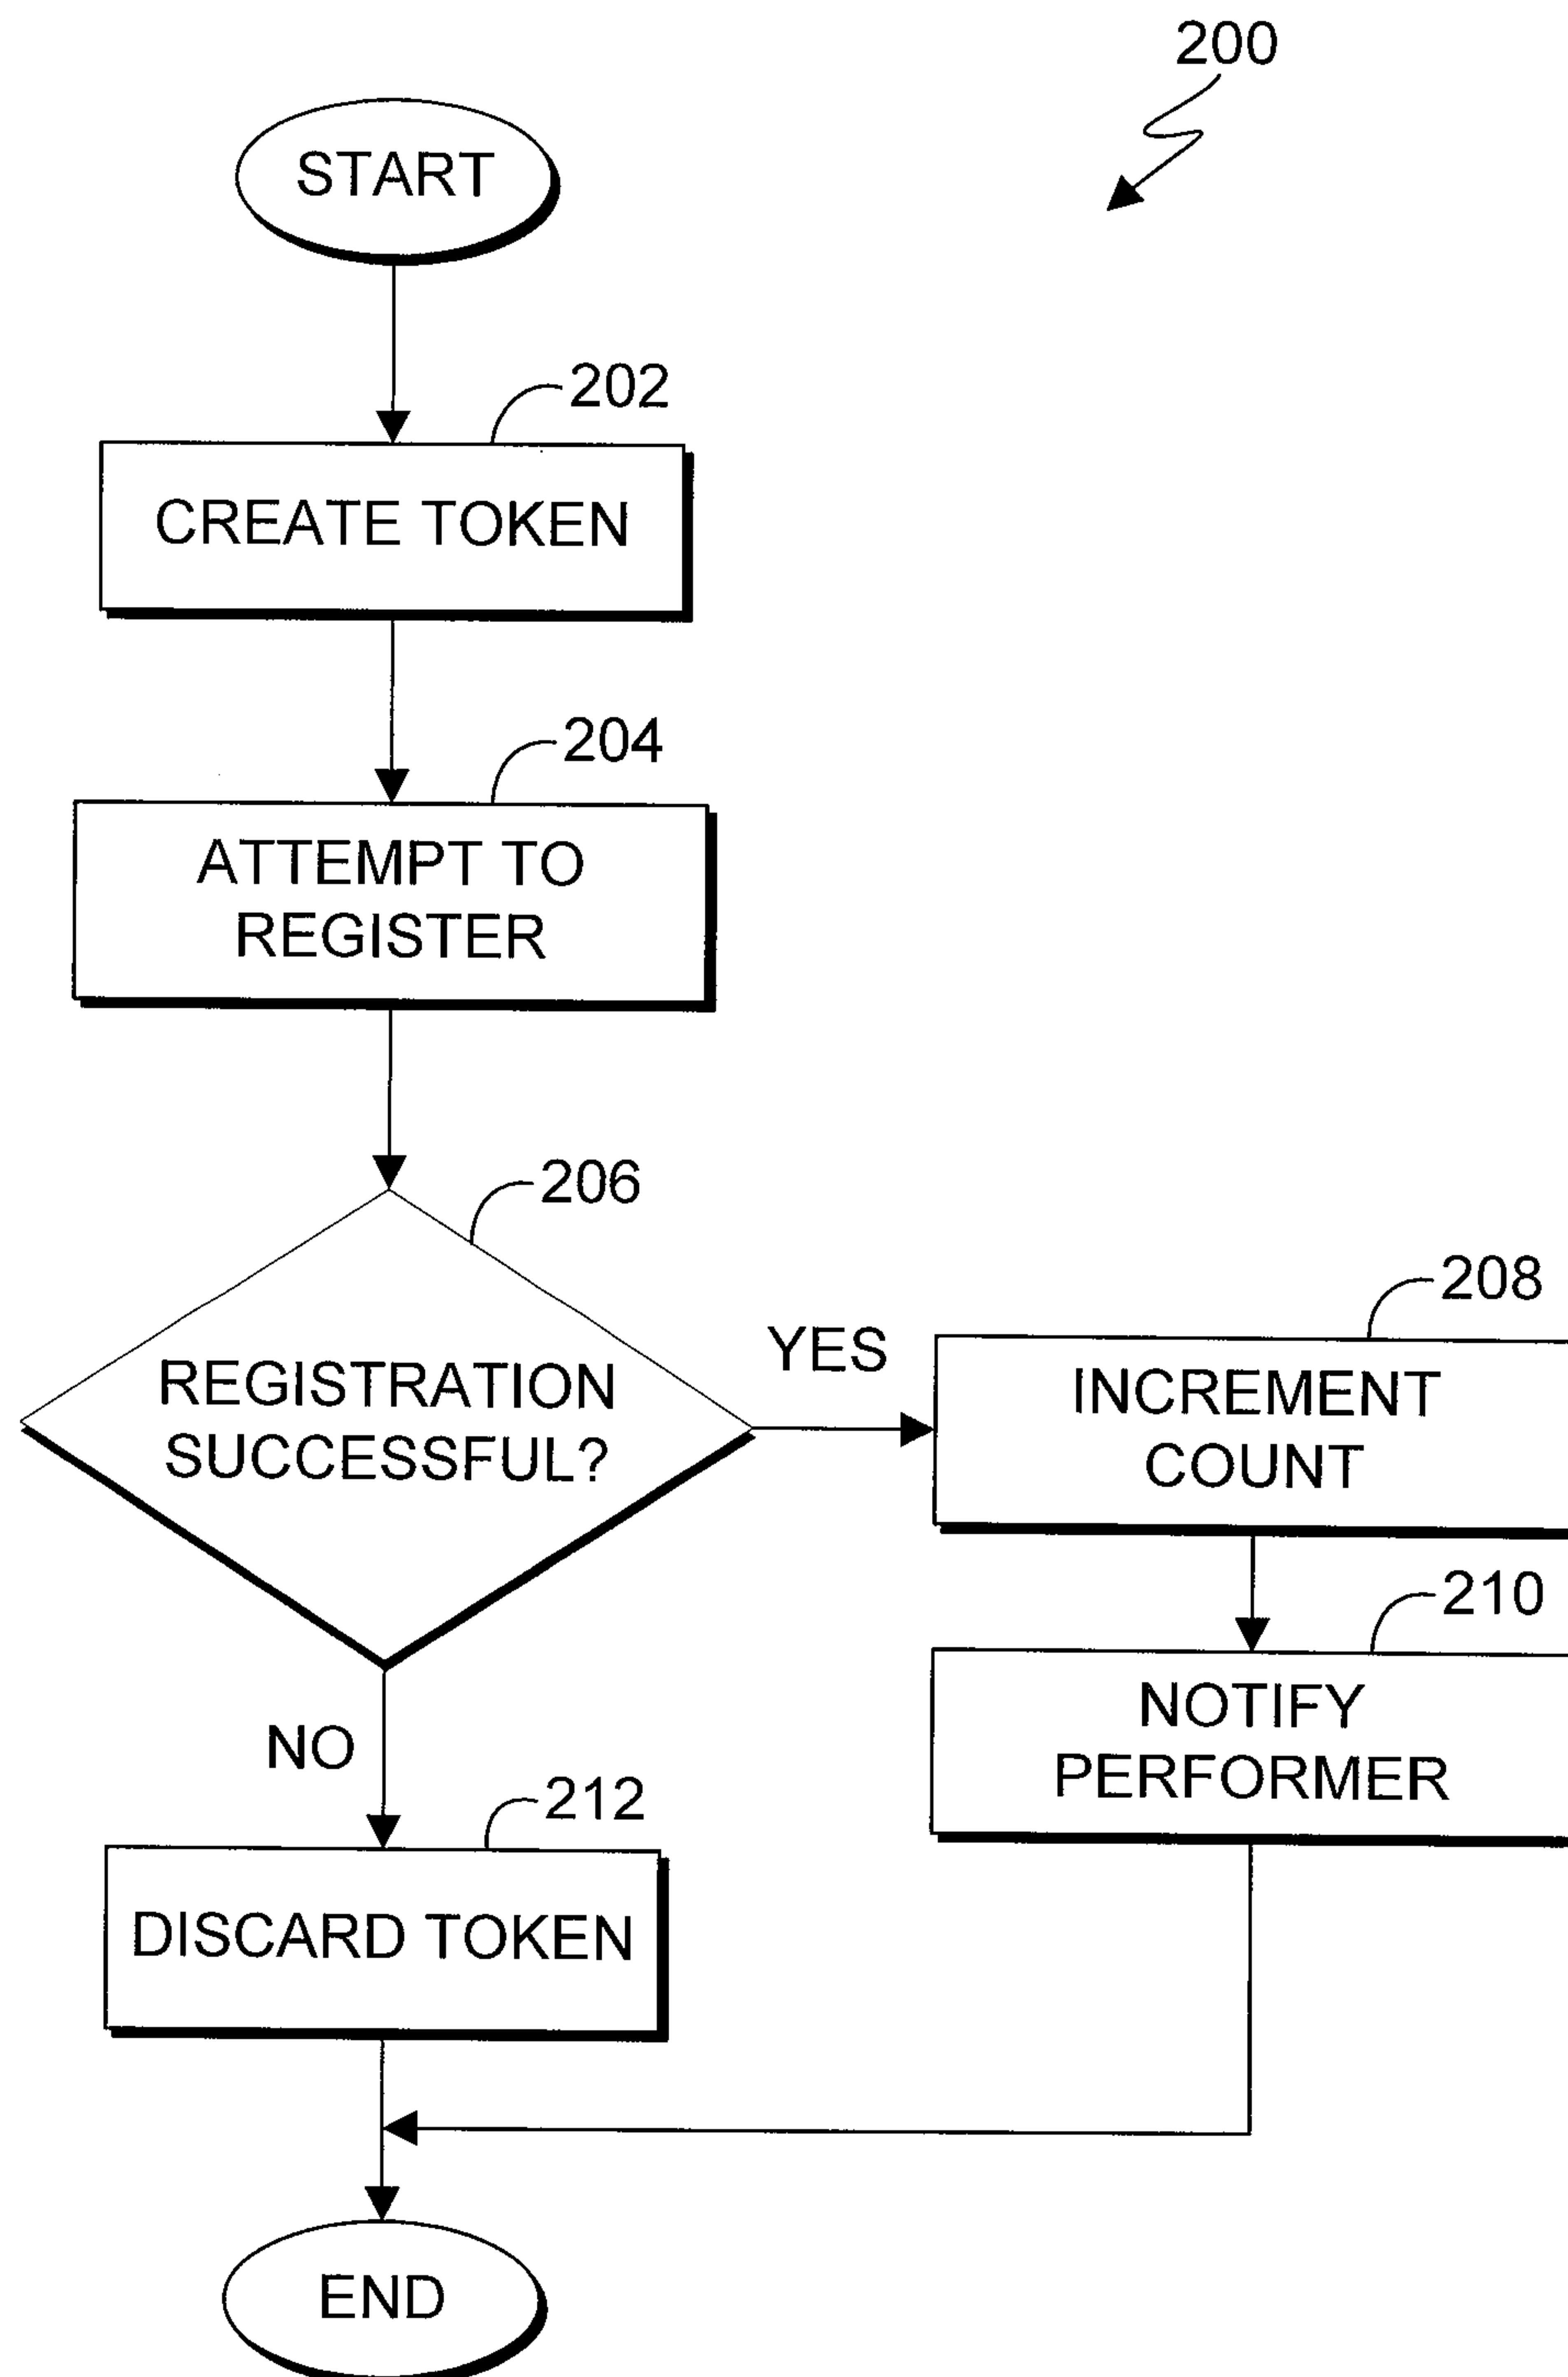 200
START
202
CREATE TOKEN
204
ATTEMPT TO
REGISTER
206
REGISTRATION
SUCCESSFUL?
YES
208
INCREMENT
COUNT
210
NOTIFY
PERFORMER
NO
212
DISCARD TOKEN
END